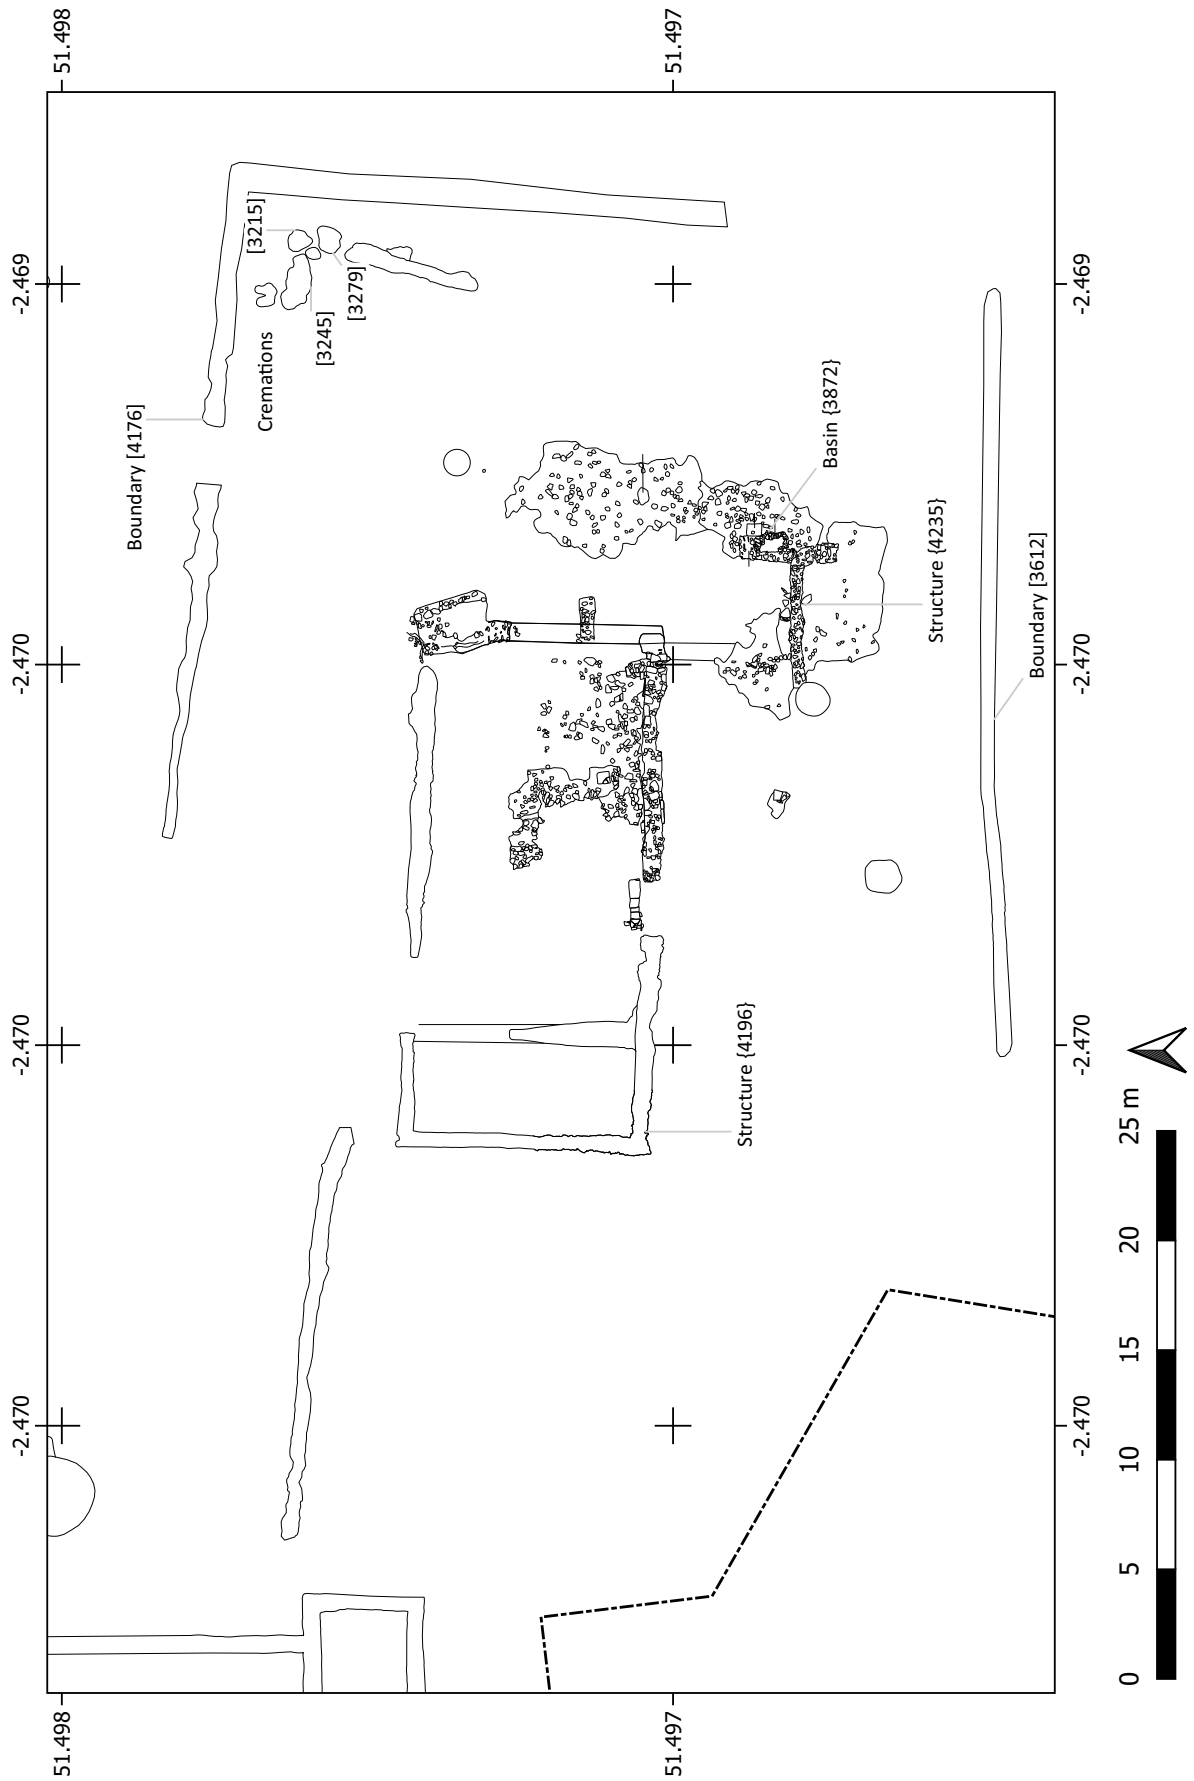 51.498
51.497
-2.470
-2.470
-2.470
-2.469
Boundary [4176]
Cremations
[3215]
[3245]
[3279]
Basin {3872}
Structure {4235}
Structure {4196}
Boundary [3612]
51.498
51.497
-2.470
-2.470
-2.470
-2.469
0 5 10 15 20 25 m